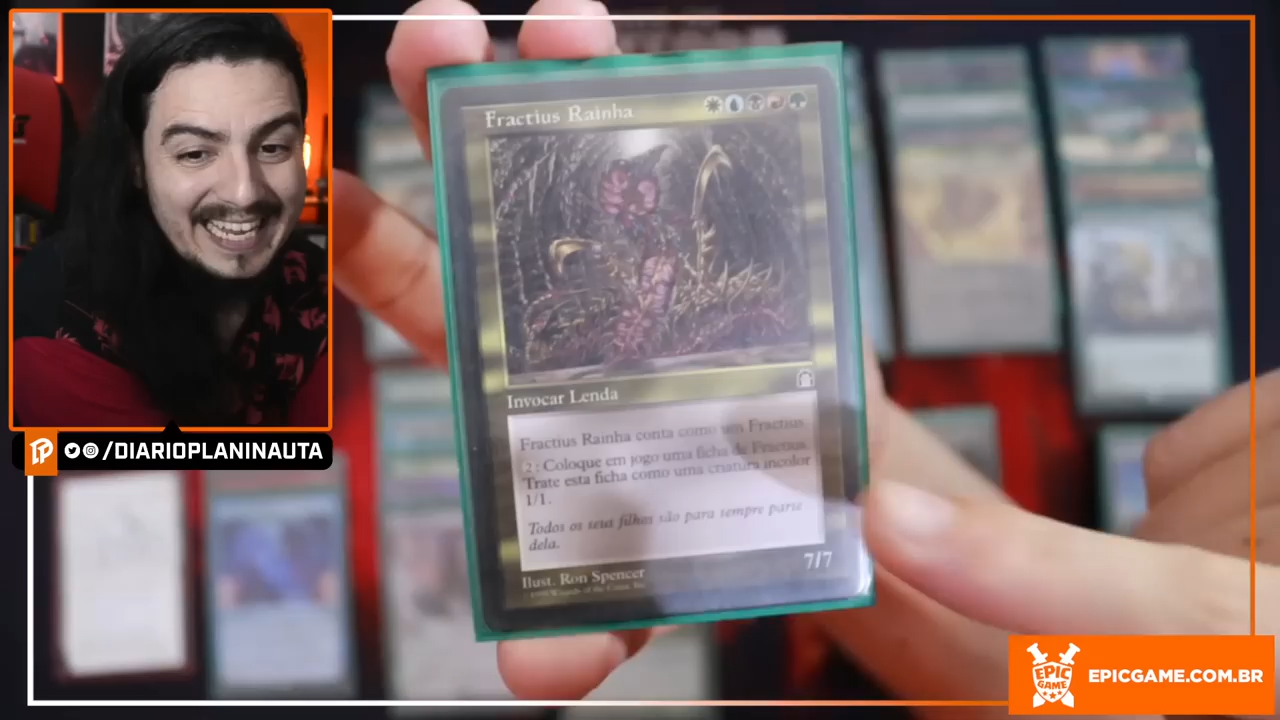 Fractius Rainha
Invocar Lenda
Fractius Rainha conta como um Fractius.
2: Coloque em jogo uma ficha de Fractius.
Trate esta ficha como uma criatura incolor
1/1.
Todos os seus filhos são para sempre parte
dela.
7/7
Ilust. Ron Spencer
/DIARIOPLANINAUTA
EPIC
GAME
EPICGAME.COM.BR